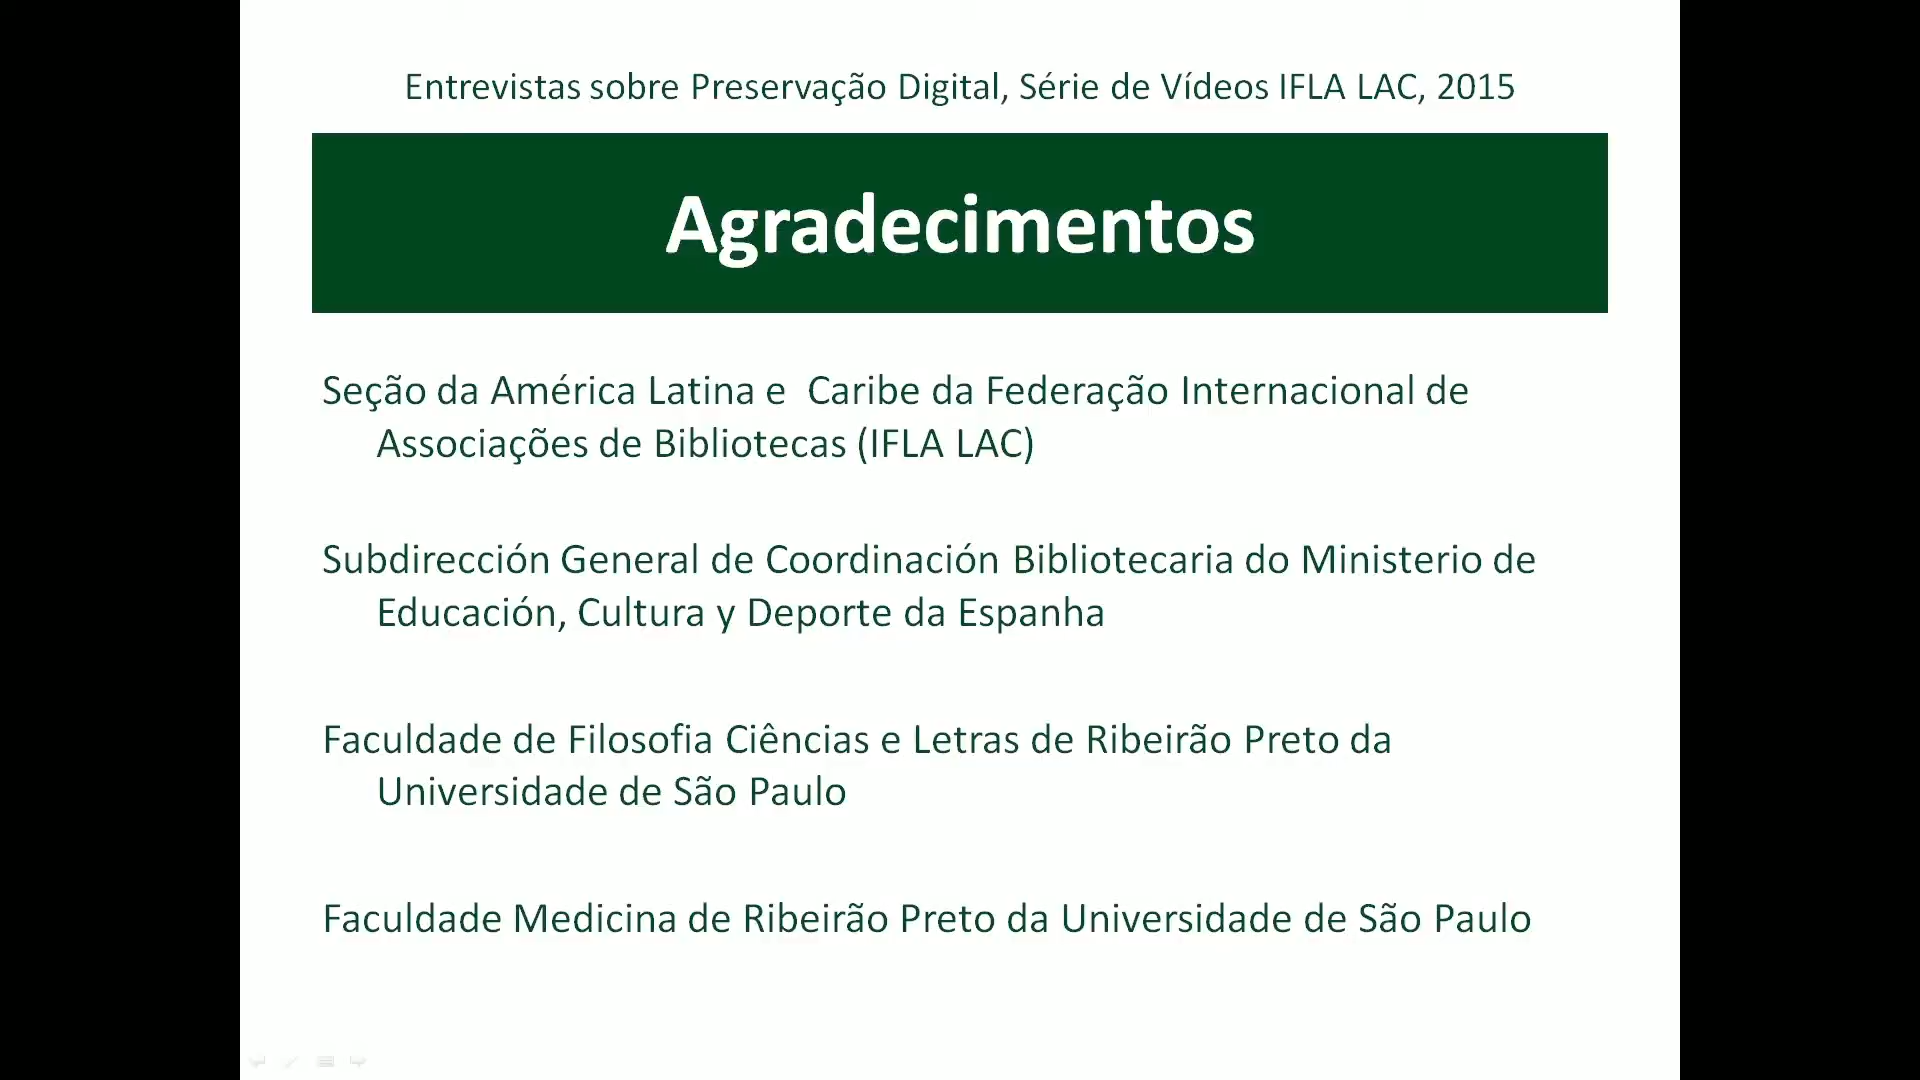 Entrevistas sobre Preservação Digital, Série de Vídeos IFLA LAC, 2015
Agradecimentos
Seção da América Latina e  Caribe da Federação Internacional de
Associações de Bibliotecas (IFLA LAC)
Subdirección General de Coordinación Bibliotecaria do Ministerio de
Educación, Cultura y Deporte da Espanha
Faculdade de Filosofia Ciências e Letras de Ribeirão Preto da
Universidade de São Paulo
Faculdade Medicina de Ribeirão Preto da Universidade de São Paulo